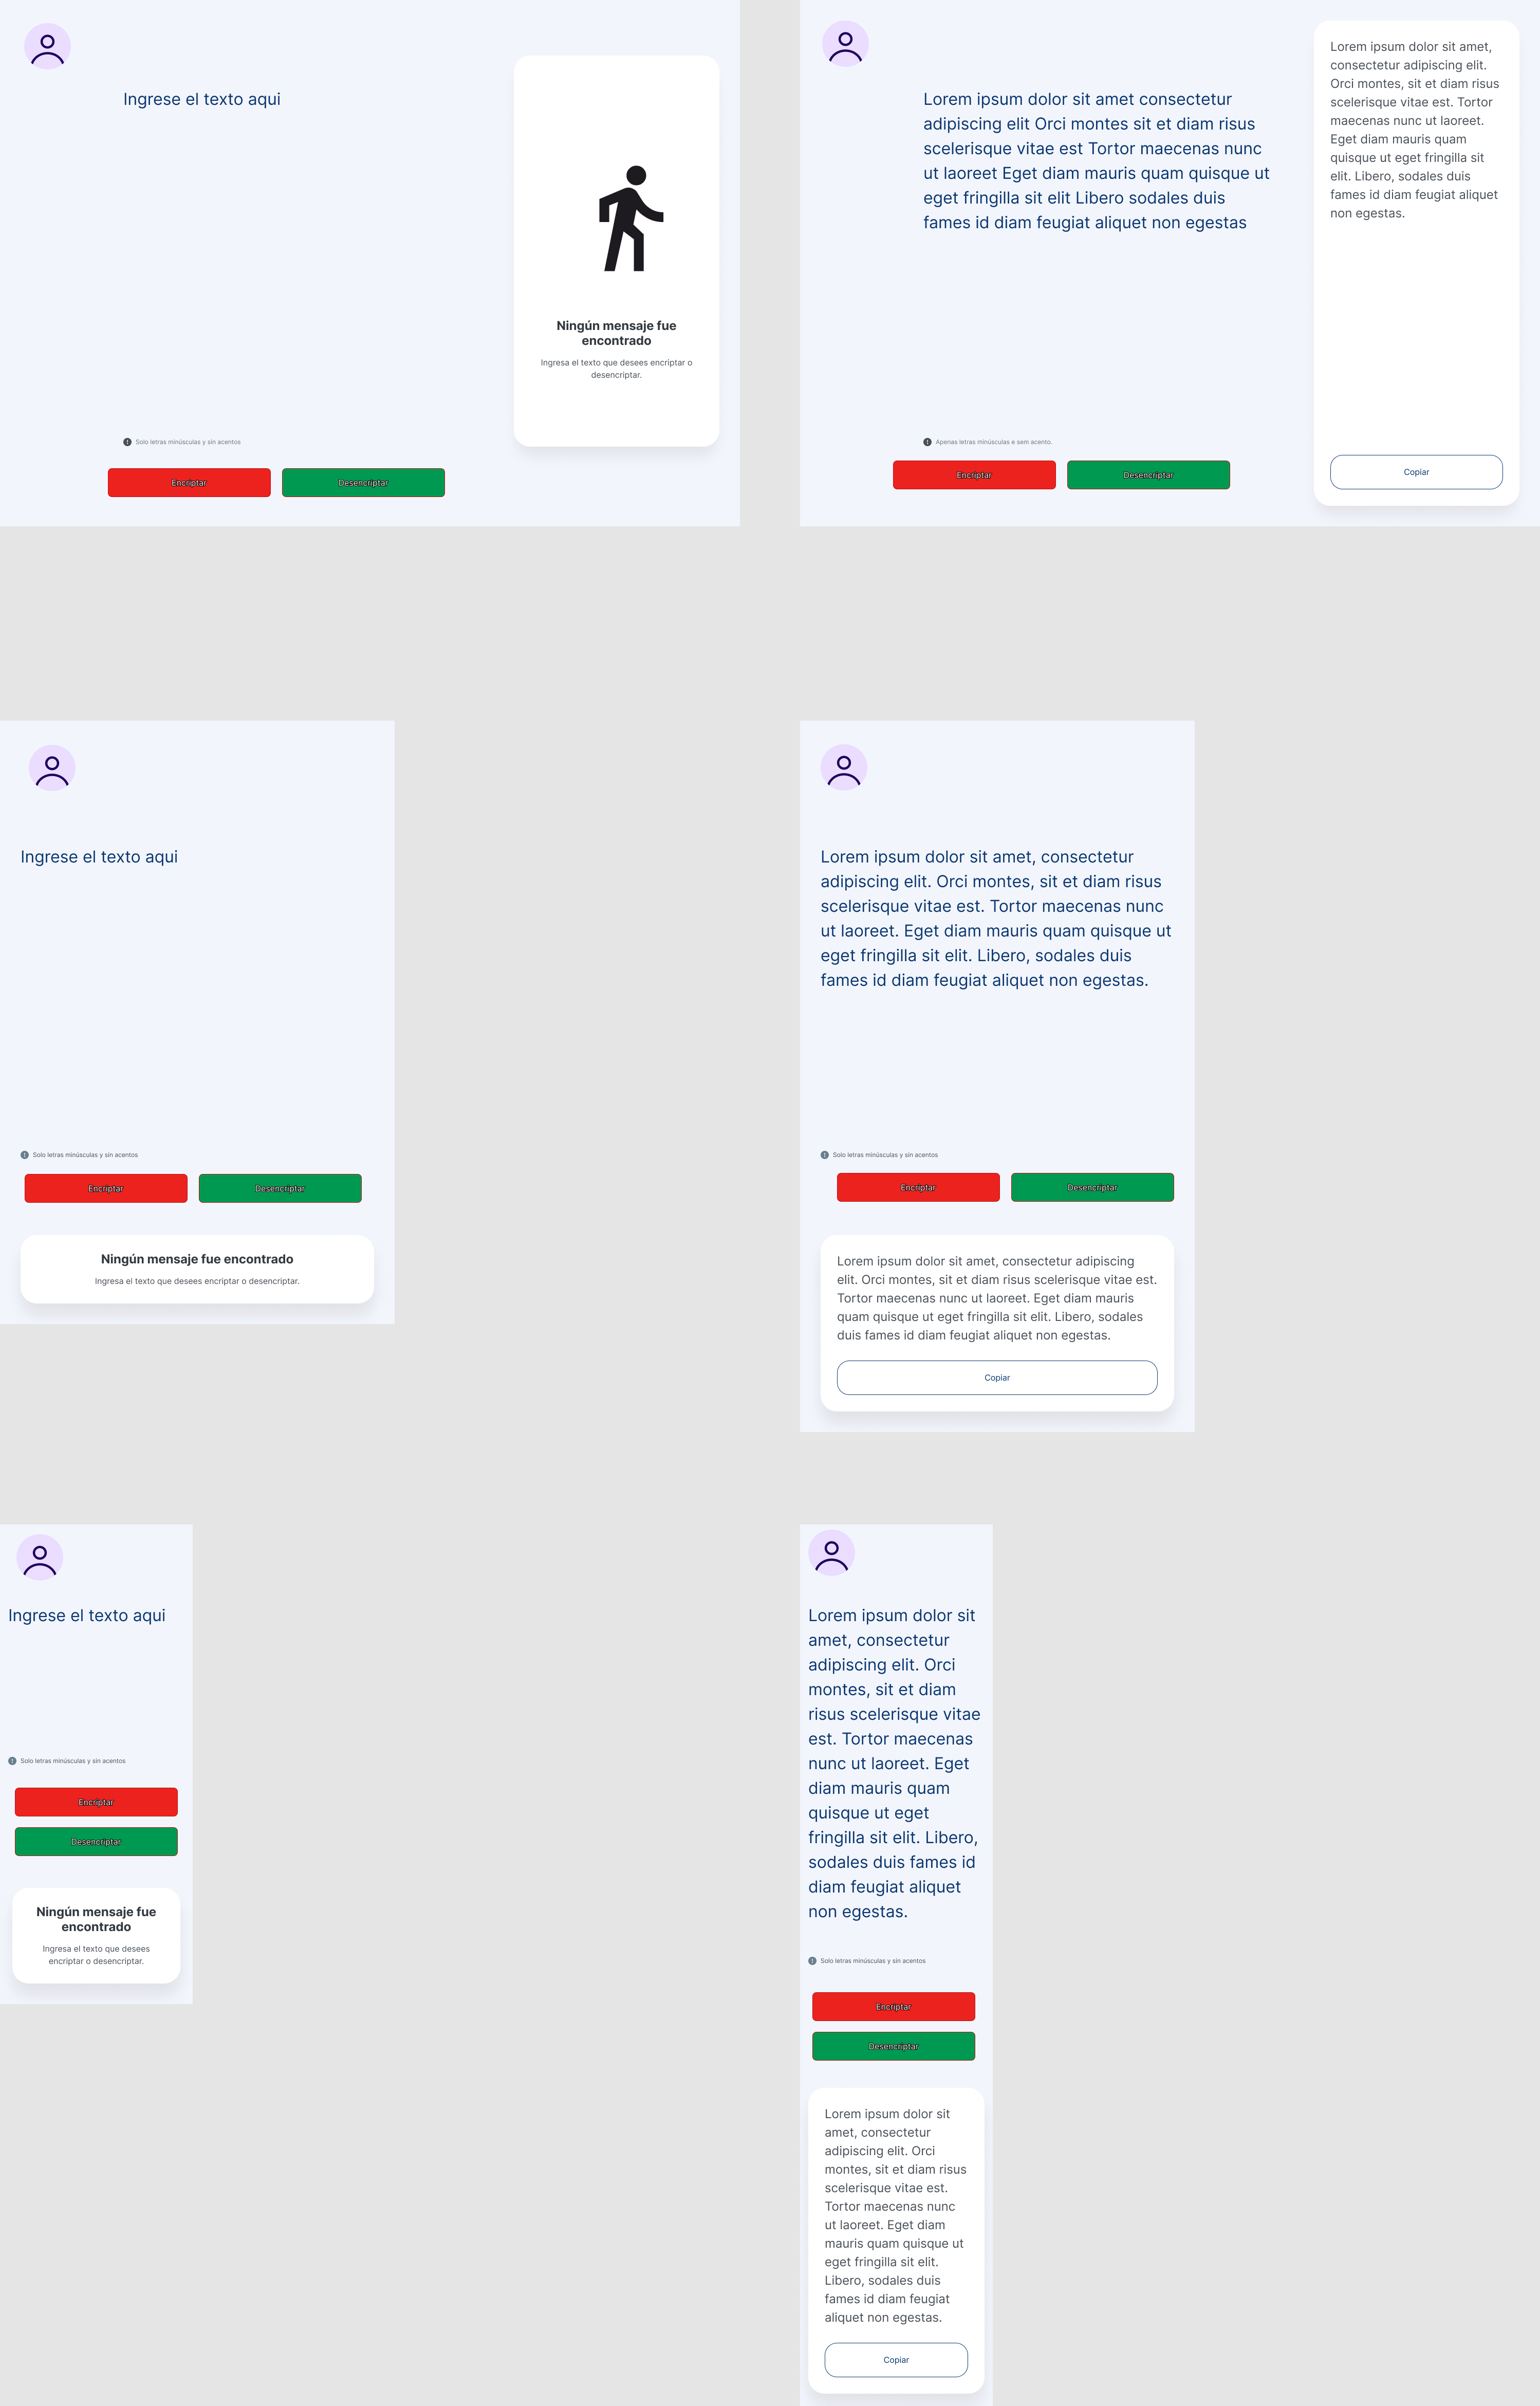 Ingrese el texto aqui
Ningún mensaje fue
encontrado
Ingresa el texto que desees encriptar o
desencriptar.
Solo letras minúsculas y sin acentos
Encriptar
Desencriptar
Lorem ipsum dolor sit amet consectetur
adipiscing elit Orci montes sit et diam risus
scelerisque vitae est Tortor maecenas nunc
ut laoreet Eget diam mauris quam quisque ut
eget fringilla sit elit Libero sodales duis
fames id diam feugiat aliquet non egestas
Apenas letras minúsculas e sem acento.
Encriptar
Desencriptar
Lorem ipsum dolor sit amet,
consectetur adipiscing elit.
Orci montes, sit et diam risus
scelerisque vitae est. Tortor
maecenas nunc ut laoreet.
Eget diam mauris quam
quisque ut eget fringilla sit
elit. Libero, sodales duis
fames id diam feugiat aliquet
non egestas.
Copiar
Ingrese el texto aqui
Solo letras minúsculas y sin acentos
Encriptar
Desencriptar
Ningún mensaje fue encontrado
Ingresa el texto que desees encriptar o desencriptar.
Lorem ipsum dolor sit amet, consectetur
adipiscing elit. Orci montes, sit et diam risus
scelerisque vitae est. Tortor maecenas nunc
ut laoreet. Eget diam mauris quam quisque ut
eget fringilla sit elit. Libero, sodales duis
fames id diam feugiat aliquet non egestas.
Solo letras minúsculas y sin acentos
Encriptar
Desencriptar
Lorem ipsum dolor sit amet, consectetur adipiscing
elit. Orci montes, sit et diam risus scelerisque vitae est.
Tortor maecenas nunc ut laoreet. Eget diam mauris
quam quisque ut eget fringilla sit elit. Libero, sodales
duis fames id diam feugiat aliquet non egestas.
Copiar
Ingrese el texto aqui
Solo letras minúsculas y sin acentos
Encriptar
Desencriptar
Ningún mensaje fue
encontrado
Ingresa el texto que desees
encriptar o desencriptar.
Lorem ipsum dolor sit
amet, consectetur
adipiscing elit. Orci
montes, sit et diam
risus scelerisque vitae
est. Tortor maecenas
nunc ut laoreet. Eget
diam mauris quam
quisque ut eget
fringilla sit elit. Libero,
sodales duis fames id
diam feugiat aliquet
non egestas.
Solo letras minúsculas y sin acentos
Encriptar
Desencriptar
Lorem ipsum dolor sit
amet, consectetur
adipiscing elit. Orci
montes, sit et diam risus
scelerisque vitae est.
Tortor maecenas nunc
ut laoreet. Eget diam
mauris quam quisque ut
eget fringilla sit elit.
Libero, sodales duis
fames id diam feugiat
aliquet non egestas.
Copiar